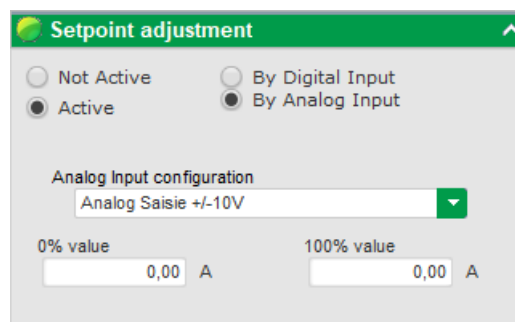 Setpoint adjustment
Not Active
By Digital Input
Active
By Analog Input
Analog Input configuration
Analog Saisie +/-10V
0% value
100% value
0,00 A
0,00 A